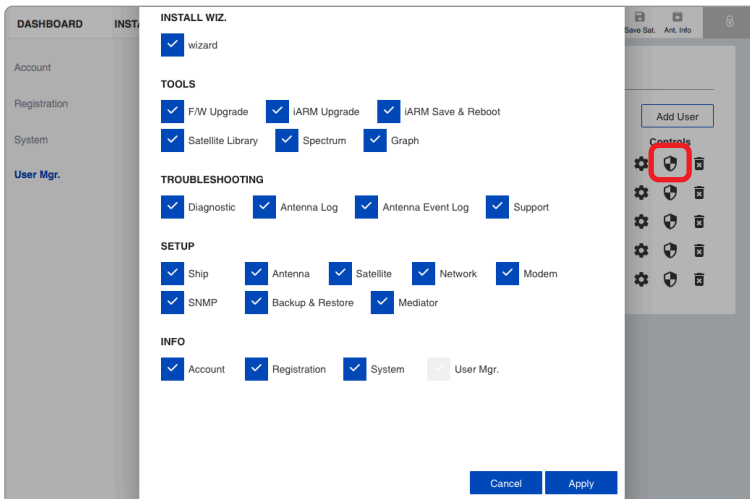 DASHBOARD
INSTA
Save Sat.
Ant. Info
Account
Registration
System
User Mgr.
INSTALL WIZ.
wizard
TOOLS
F/W Upgrade iARM Upgrade iARM Save & Reboot
Satellite Library Spectrum Graph
TROUBLESHOOTING
Diagnostic Antenna Log Antenna Event Log Support
SETUP
Ship Antenna Satellite Network Modem
SNMP Backup & Restore Mediator
INFO
Account Registration System User Mgr.
Cancel Apply
Add User
Controls